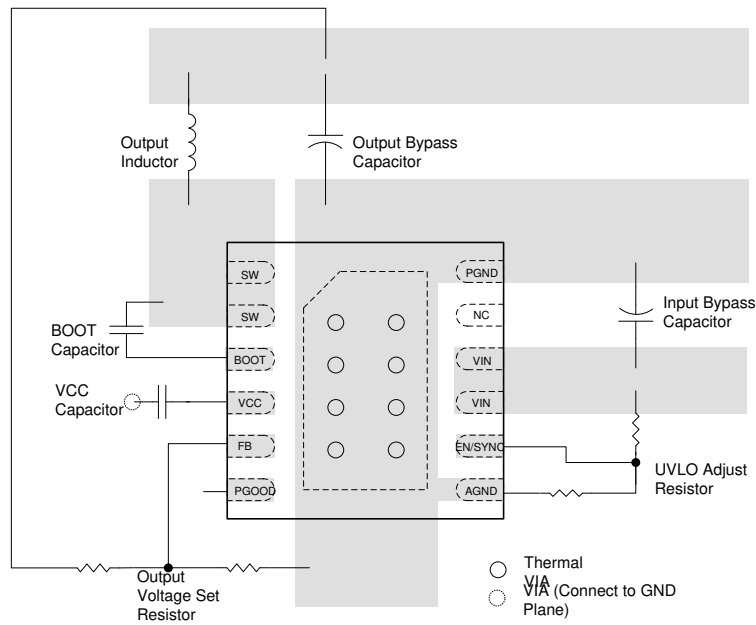 Output
Inductor
Output Bypass
Capacitor
SW
PGND
SW
NC
Input Bypass
Capacitor
BOOT
Capacitor
BOOT
VIN
VCC
Capacitor
VCC
VIN
FB
EN/SYNC
UVLO Adjust
Resistor
PGOOD
AGND
Output
Voltage Set
Resistor
Thermal
VIA
VIA (Connect to GND
Plane)